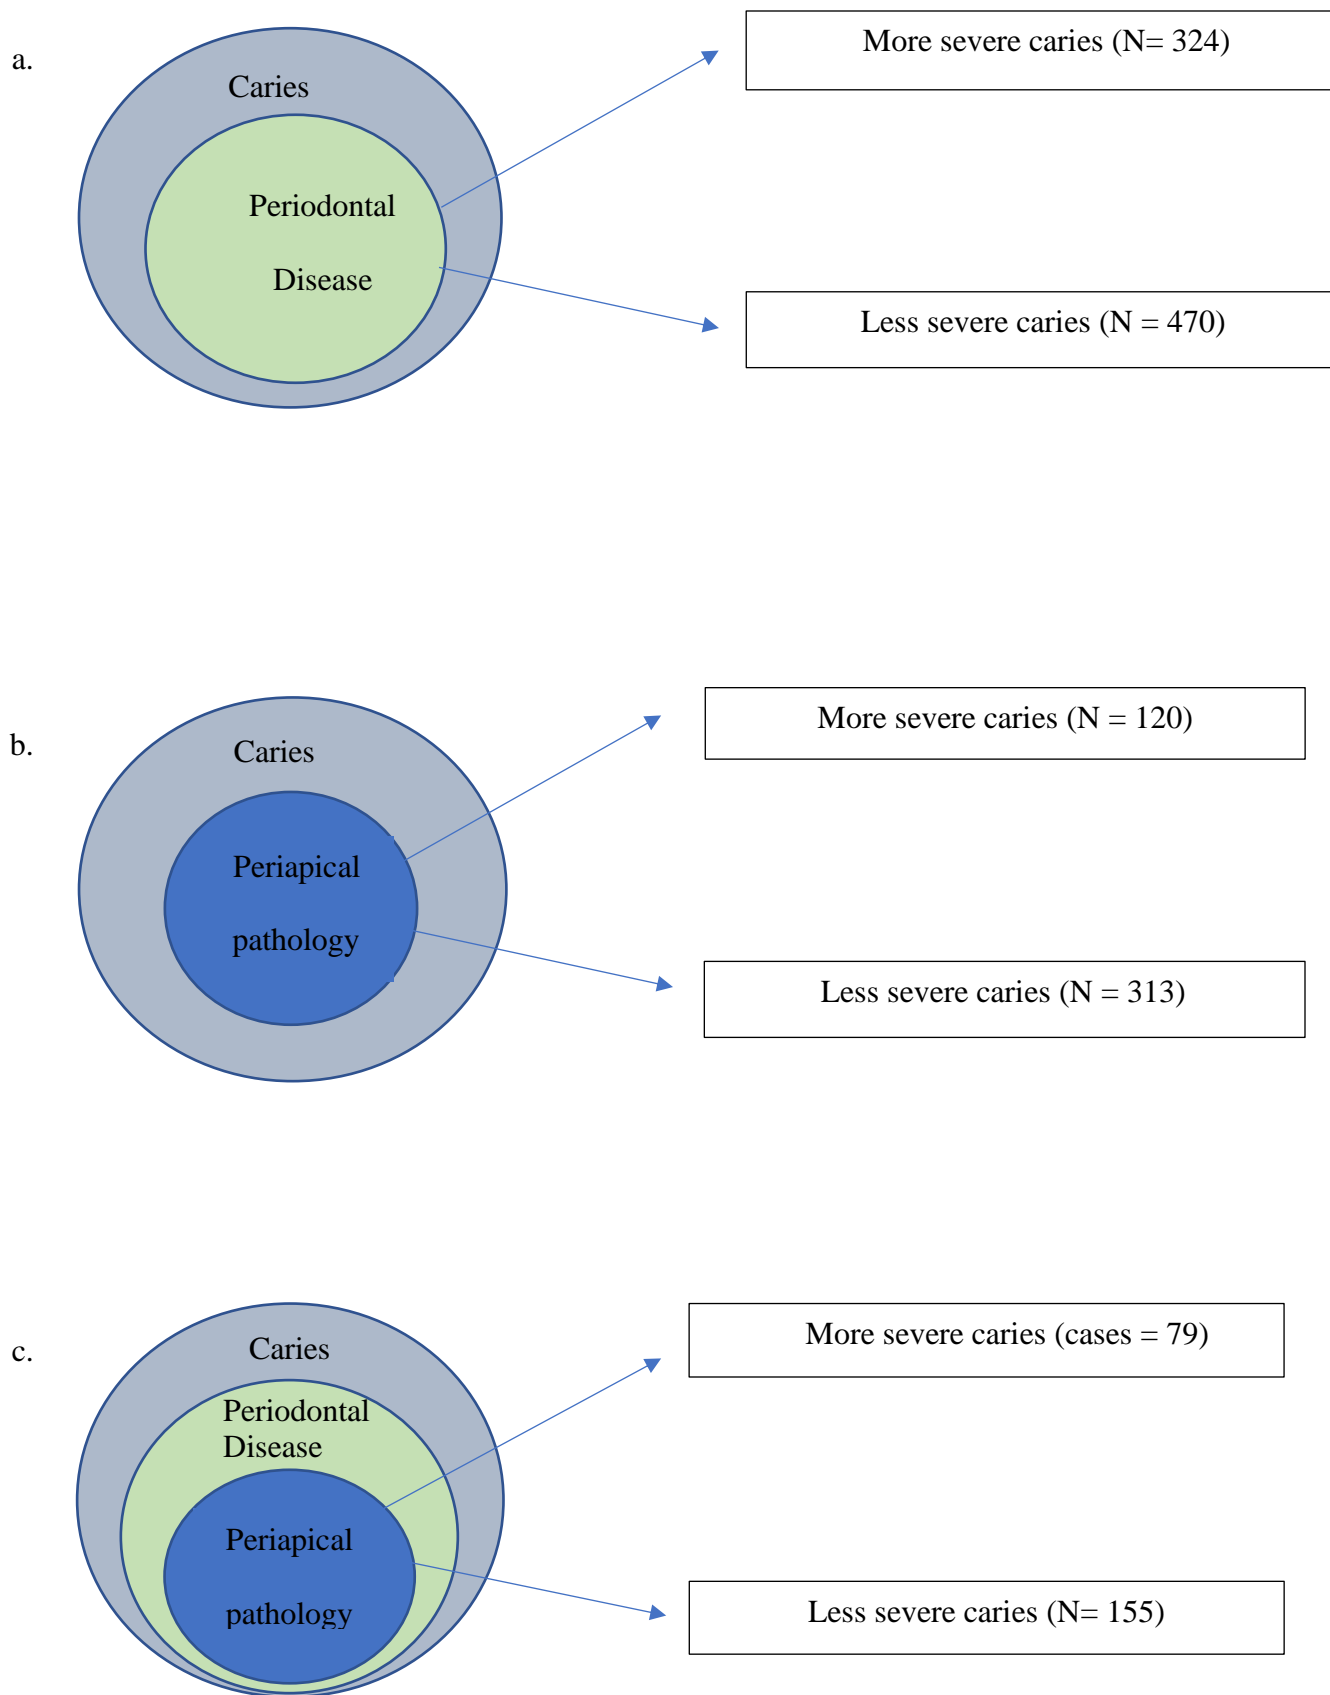 a.
Caries
Periodontal
Disease
More severe caries (N= 324)
Less severe caries (N = 470)
b.
Caries
Periapical
pathology
More severe caries (N = 120)
Less severe caries (N = 313)
c.
Caries
Periodontal
Disease
Periapical
pathology
More severe caries (cases = 79)
Less severe caries (N= 155)